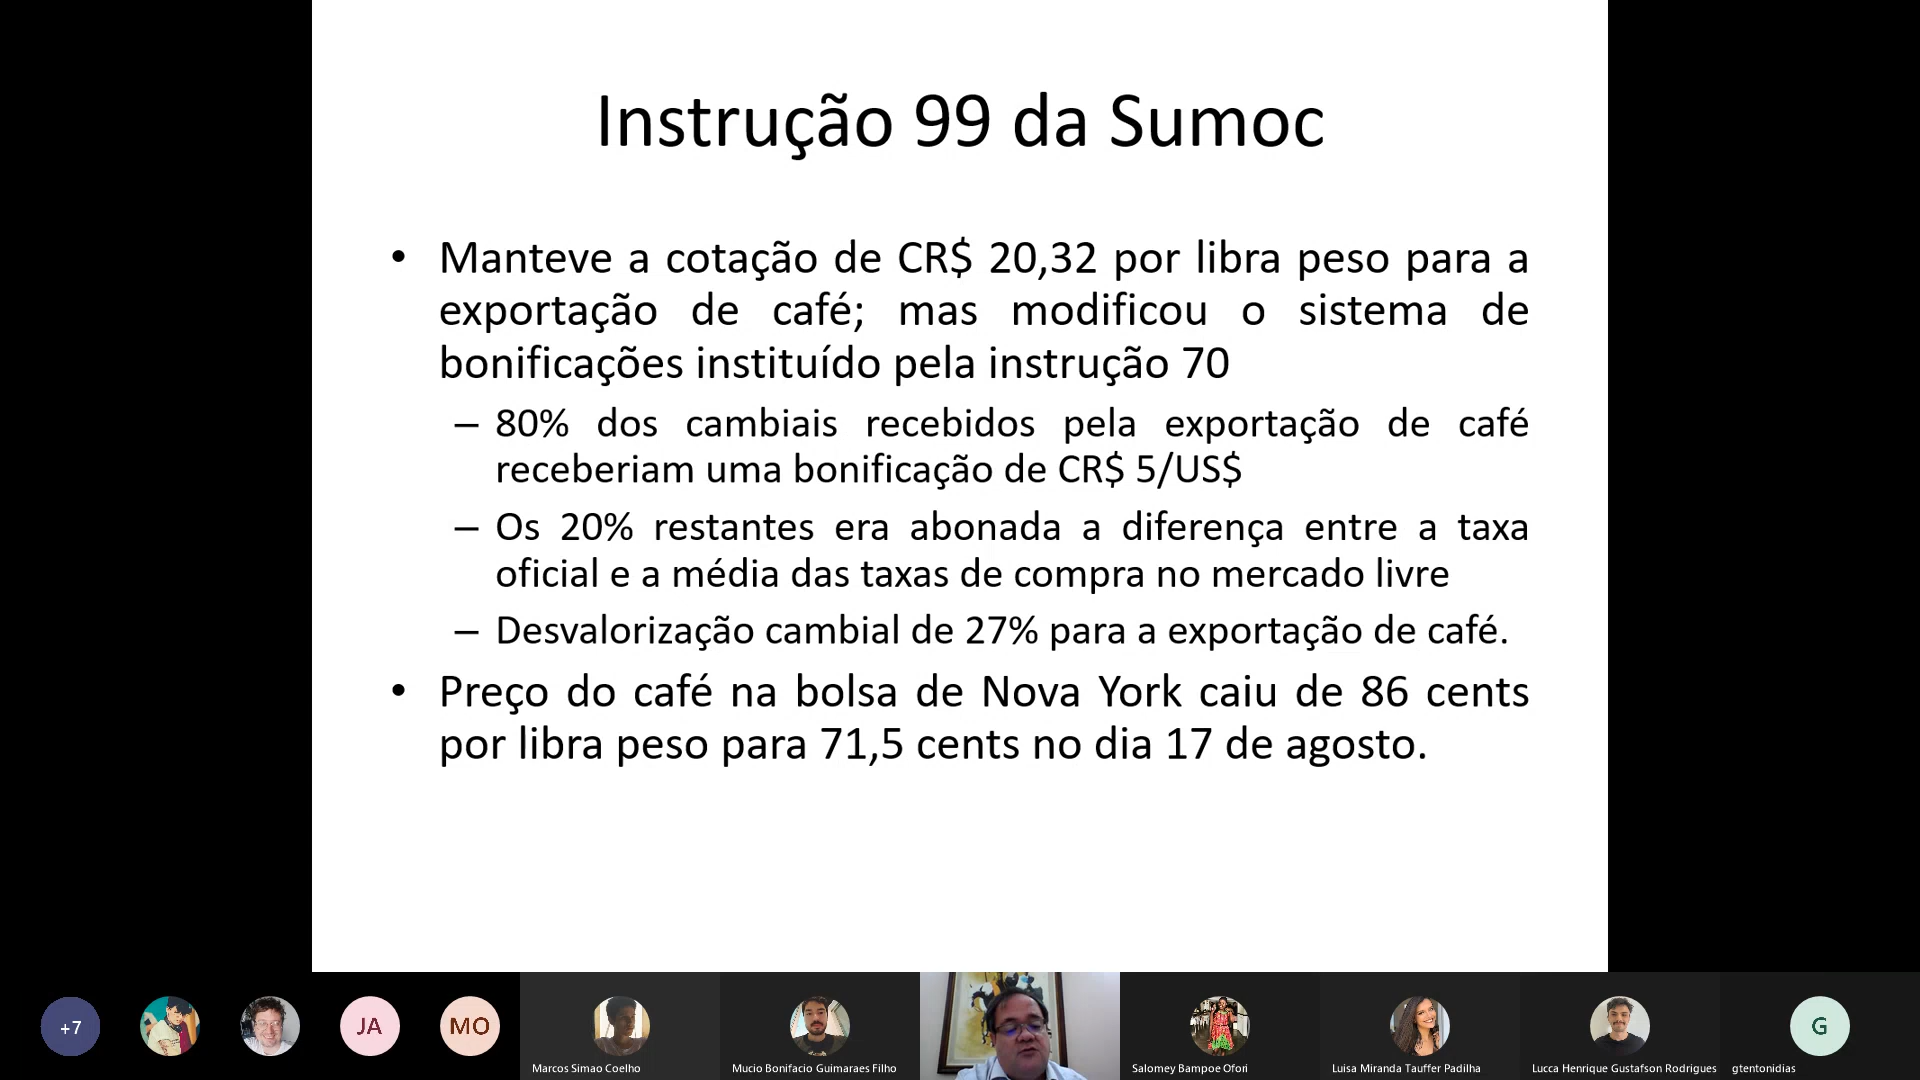 Instrução 99 da Sumoc
• Manteve a cotação de CR$ 20,32 por libra peso para a
exportação de café; mas modificou o sistema de
bonificações instituído pela instrução 70
– 80% dos cambiais recebidos pela exportação de café
receberiam uma bonificação de CR$ 5/US$
– Os 20% restantes era abonada a diferença entre a taxa
oficial e a média das taxas de compra no mercado livre
– Desvalorização cambial de 27% para a exportação de café.
• Preço do café na bolsa de Nova York caiu de 86 cents
por libra peso para 71,5 cents no dia 17 de agosto.
+7
JA
MO
G
Marcos Simao Coelho
Mucio Bonifacio Guimaraes Filho
Salomey Bampoe Ofori
Luisa Miranda Tauffer Padilha
Lucca Henrique Gustafson Rodrigues
gtentonidias